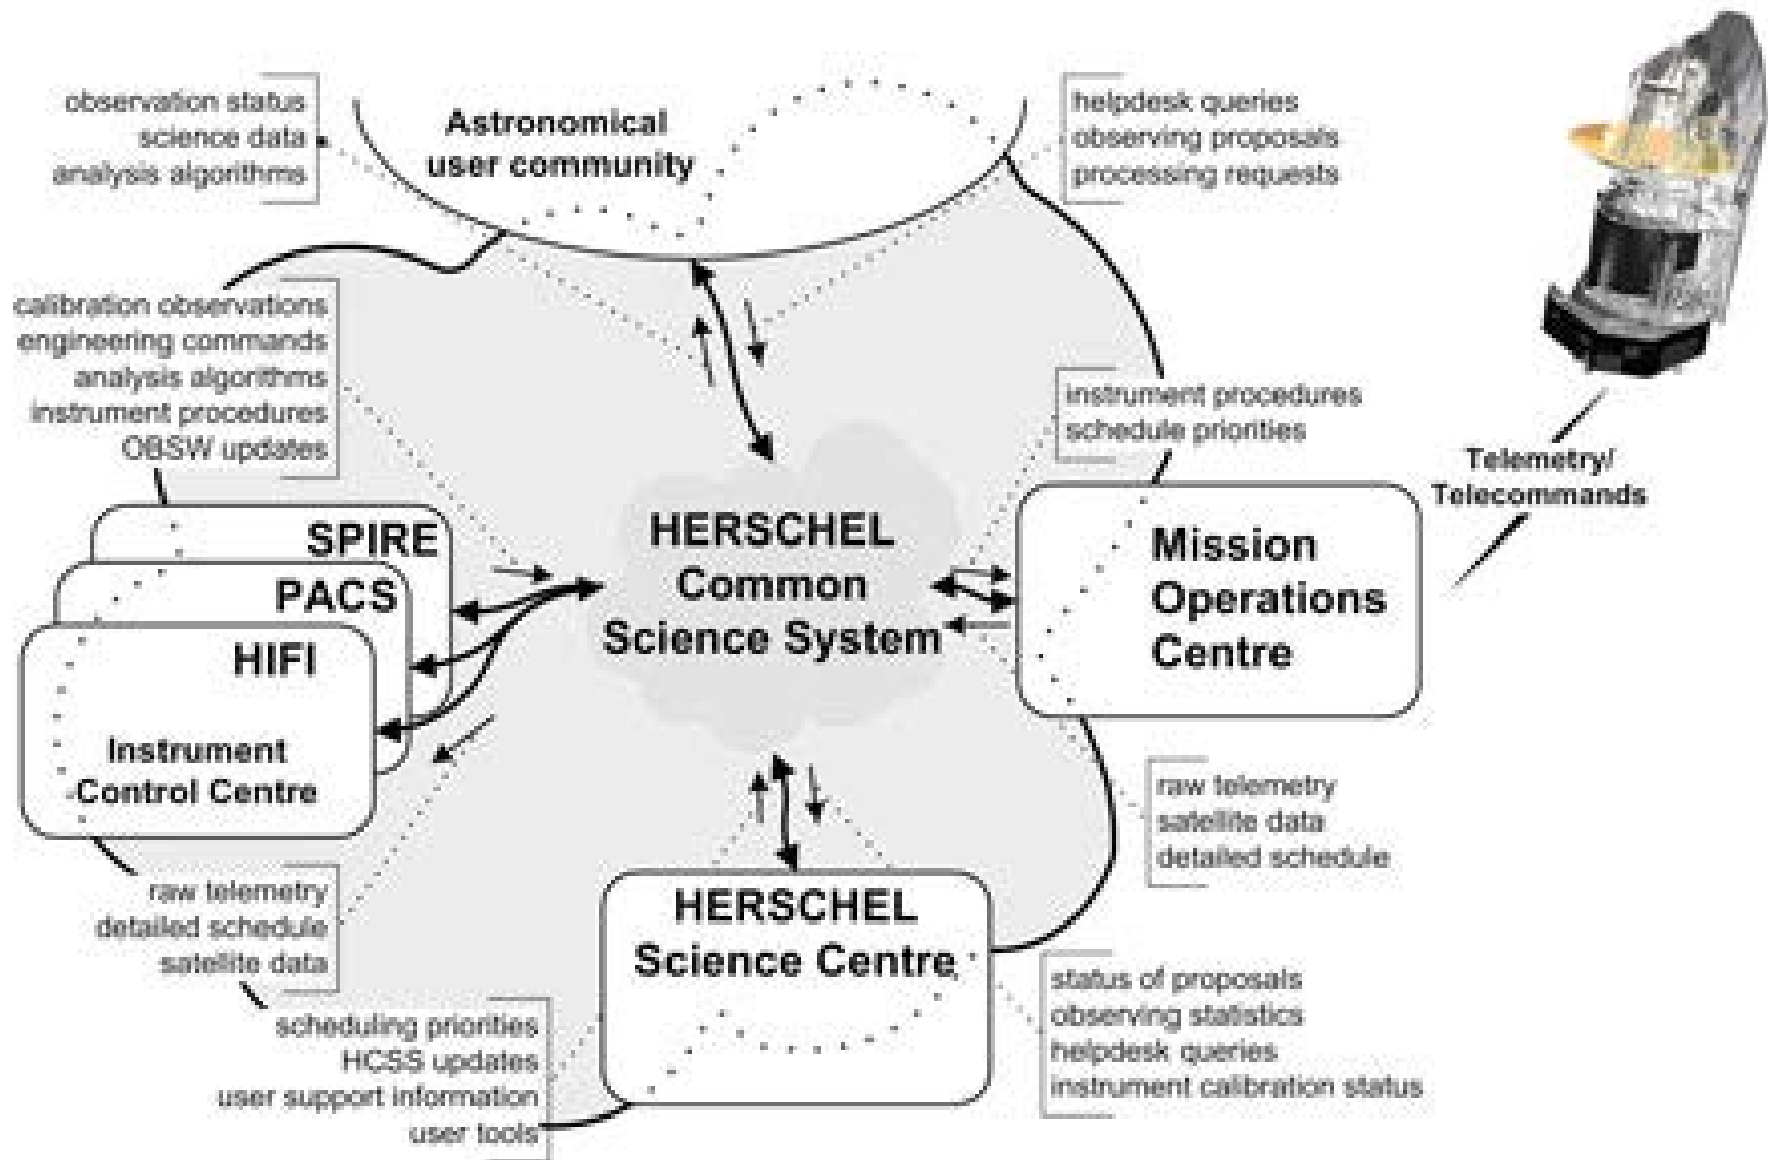 observation status
science data
analysis algorithms
Astronomical
user community
helpdesk queries
observing proposals
processing requests
calibration observations
engineering commands
analysis algorithms
instrument procedures
OBSW updates
instrument procedures
schedule priorities
Telemetry/
Telecommands
SPIRE
PACS
HIFI
Instrument
Control Centre
HERSCHEL
Common
Science System
Mission
Operations
Centre
raw telemetry
satellite data
detailed schedule
raw telemetry
detailed schedule
satellite data
HERSCHEL
Science Centre
scheduling priorities
HCSS updates
user support information
user tools
status of proposals
observing statistics
helpdesk queries
instrument calibration status